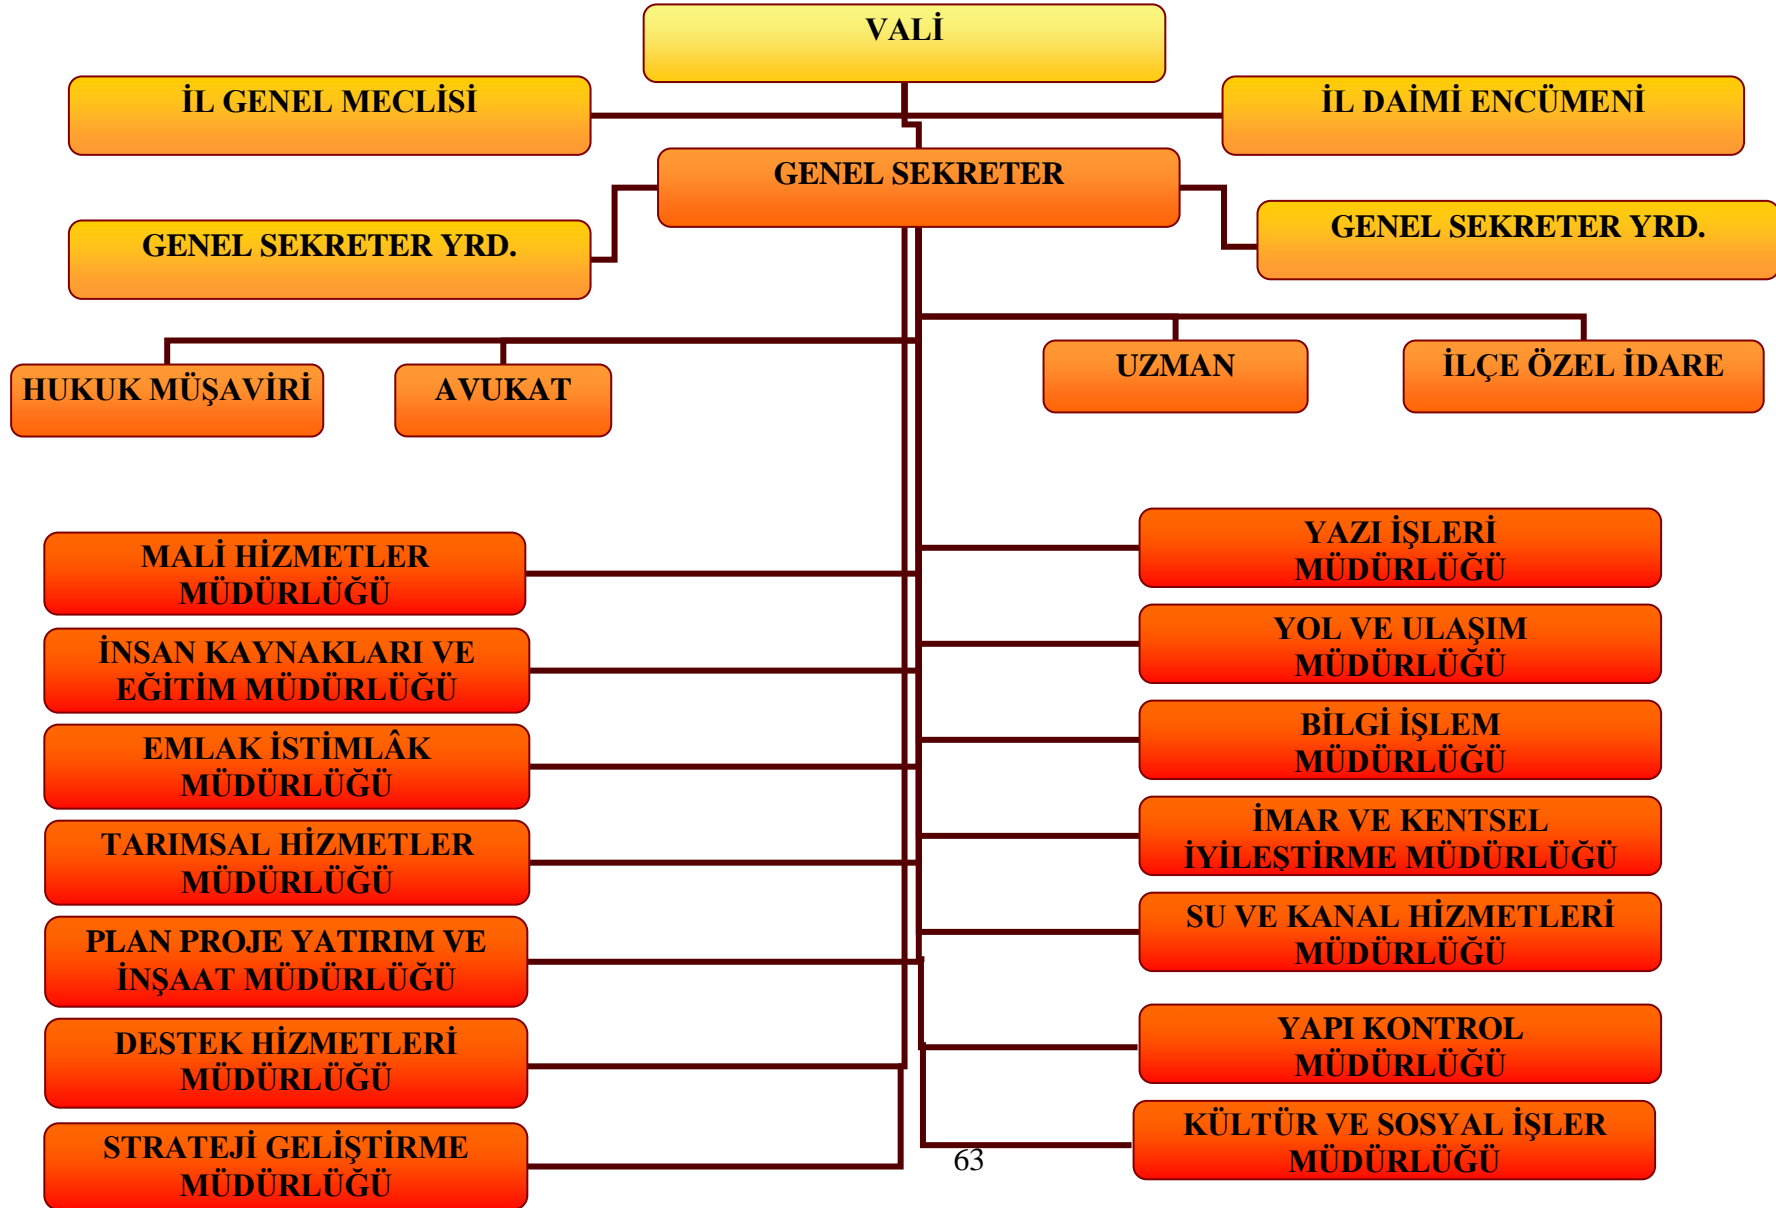 VALİ
İL GENEL MECLİSİ
İL DAİMİ ENCÜMENİ
GENEL SEKRETER
GENEL SEKRETER YRD.
GENEL SEKRETER YRD.
HUKUK MÜŞAVİRİ
AVUKAT
UZMAN
İLÇE ÖZEL İDARE
MALİ HİZMETLER
MÜDÜRLÜĞÜ
İNSAN KAYNAKLARI VE
EĞİTİM MÜDÜRLÜĞÜ
EMLAK İSTİMLÂK
MÜDÜRLÜĞÜ
TARIMSAL HİZMETLER
MÜDÜRLÜĞÜ
PLAN PROJE YATIRIM VE
İNŞAAT MÜDÜRLÜĞÜ
DESTEK HİZMETLERİ
MÜDÜRLÜĞÜ
STRATEJİ GELİŞTİRME
MÜDÜRLÜĞÜ
YAZI İŞLERİ
MÜDÜRLÜĞÜ
YOL VE ULAŞIM
MÜDÜRLÜĞÜ
BİLGİ İŞLEM
MÜDÜRLÜĞÜ
İMAR VE KENTSEL
İYİLEŞTİRME MÜDÜRLÜĞÜ
SU VE KANAL HİZMETLERİ
MÜDÜRLÜĞÜ
YAPI KONTROL
MÜDÜRLÜĞÜ
KÜLTÜR VE SOSYAL İŞLER
MÜDÜRLÜĞÜ
63